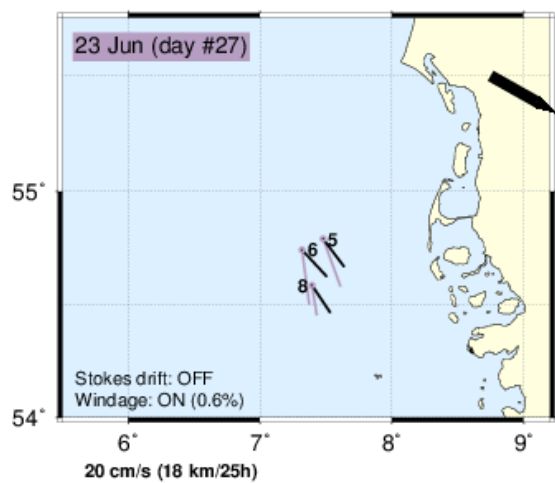 23 Jun (day #27)
55°
5
6
8
Stokes drift: OFF
Windage: ON (0.6%)
54°
6° 7° 8° 9°
20 cm/s (18 km/25h)